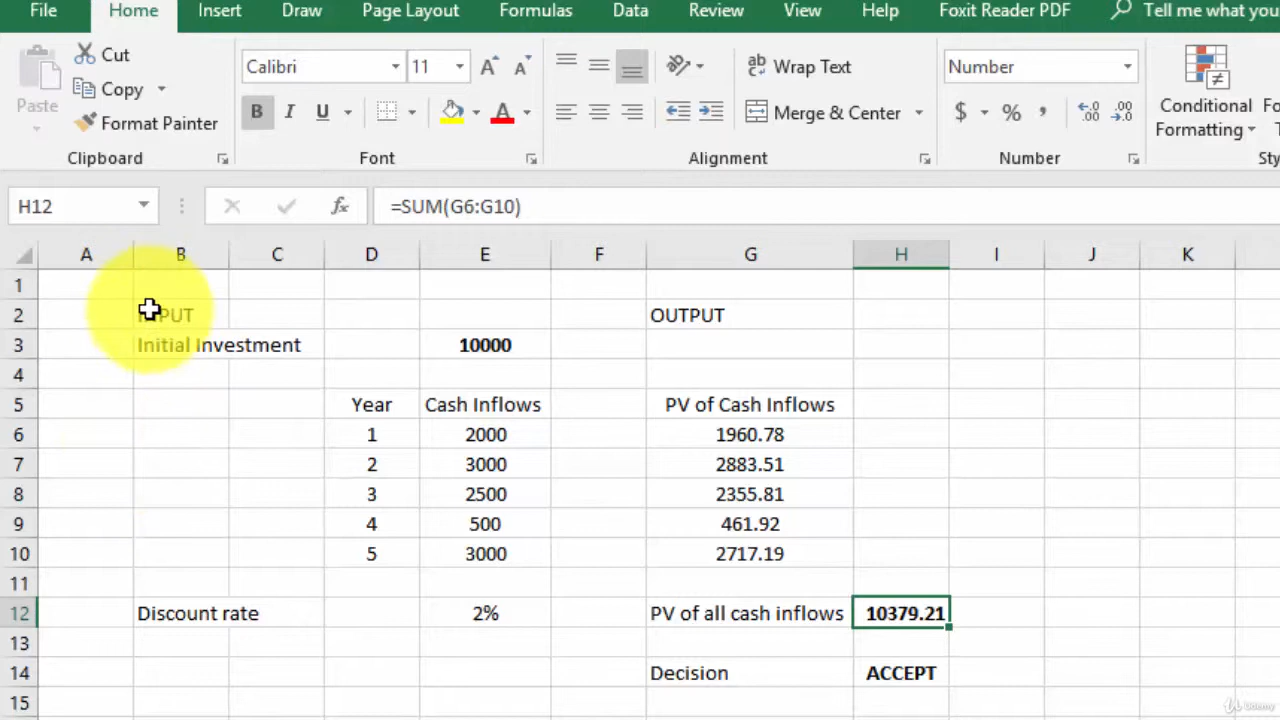 File Home Insert Draw Page Layout Formulas Data Review View Help Foxit Reader PDF Tell me what you
Cut Calibri 11 Wrap Text Number
Paste Copy Conditional
Format Painter B I U Merge & Center $ % , Formatting
Clipboard Font Alignment Number
H12 fx =SUM(G6:G10)
A B C D E F G H I J K
1
2 INPUT OUTPUT
3 Initial Investment 10000
4
5 Year Cash Inflows PV of Cash Inflows
6 1 2000 1960.78
7 2 3000 2883.51
8 3 2500 2355.81
9 4 500 461.92
10 5 3000 2717.19
11
12 Discount rate 2% PV of all cash inflows 10379.21
13
14 Decision ACCEPT
15
Udemy